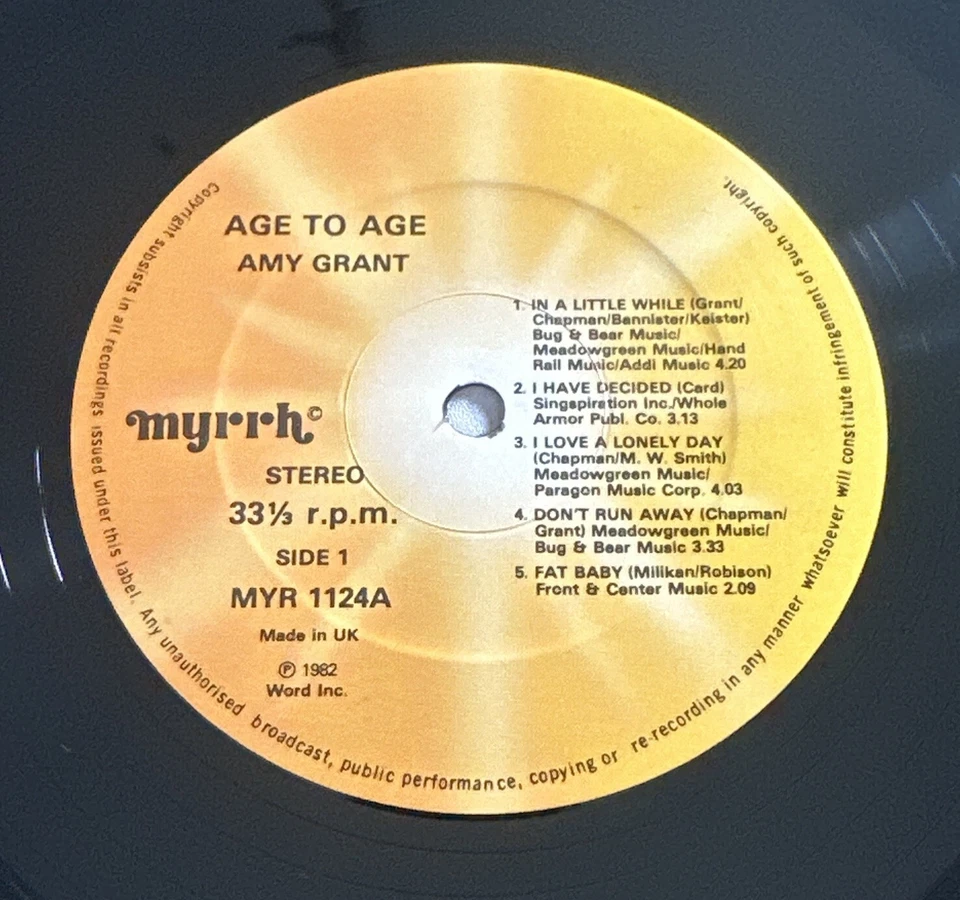 AGE TO AGE
AMY GRANT
myrrh©
STEREO
33⅓ r.p.m.
SIDE 1
MYR 1124A
Made in UK
℗ 1982
Word Inc.
1. IN A LITTLE WHILE (Grant/
Chapman/Bannister/Keister)
Bug & Bear Music/
Meadowgreen Music/Hand
Rail Music/Addi Music 4.20
2. I HAVE DECIDED (Card)
Singspiration Inc./Whole
Armor Publ. Co. 3.13
3. I LOVE A LONELY DAY
(Chapman/M. W. Smith)
Meadowgreen Music/
Paragon Music Corp. 4.03
4. DON'T RUN AWAY (Chapman/
Grant) Meadowgreen Music/
Bug & Bear Music 3.33
5. FAT BABY (Millkan/Robison)
Front & Center Music 2.09
Copyright subsists in all recordings issued under this label. Any unauthorised broadcast, public performance, copying or re-recording in any manner whatsoever will constitute infringement of such copyright.